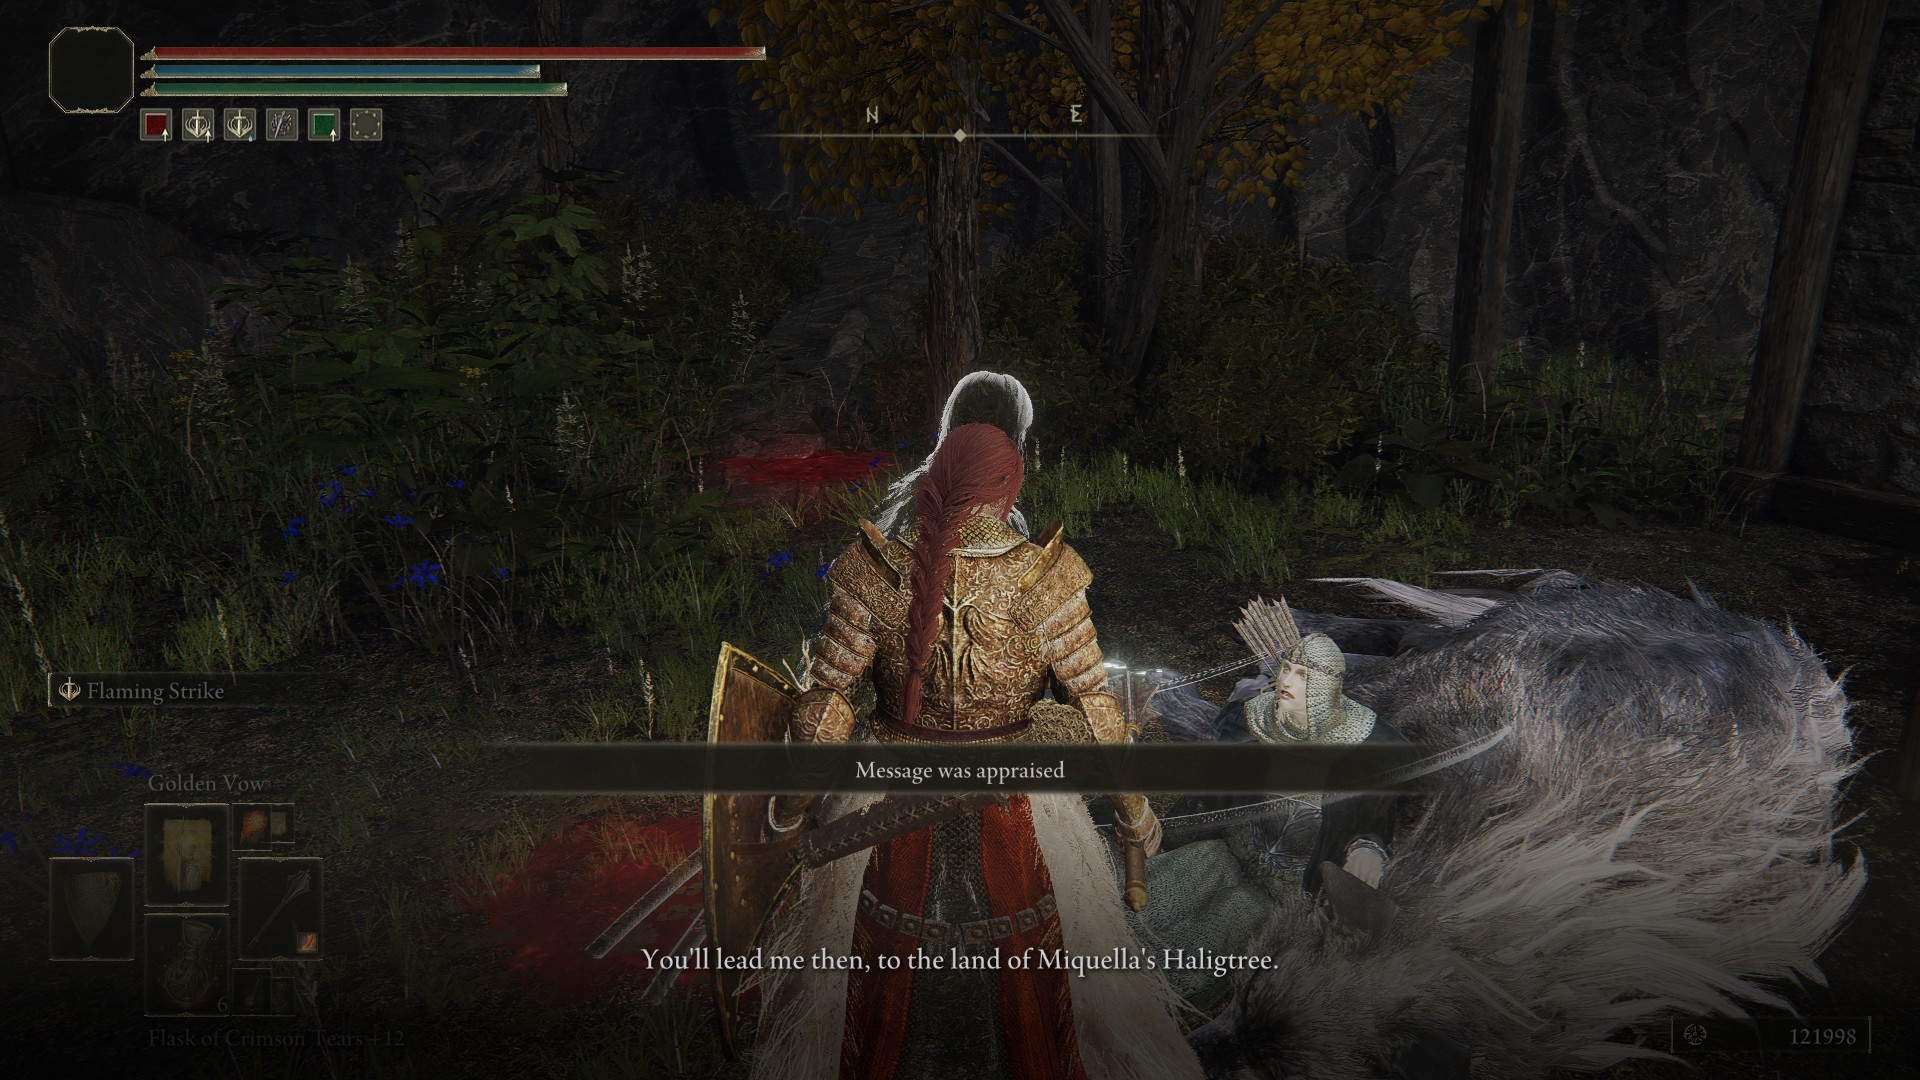 N
E
Flaming Strike
Message was appraised
Golden Vow
You'll lead me then, to the land of Miquella's Haligtree.
6
Flask of Crimson Tears +12
121998